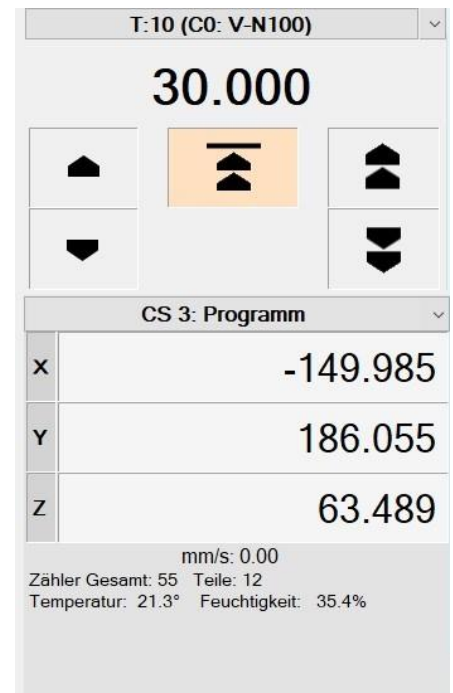 T:10 (C0: V-N100)
30.000
CS 3: Programm
X -149.985
Y 186.055
Z 63.489
mm/s: 0.00
Zähler Gesamt: 55 Teile: 12
Temperatur: 21.3° Feuchtigkeit: 35.4%